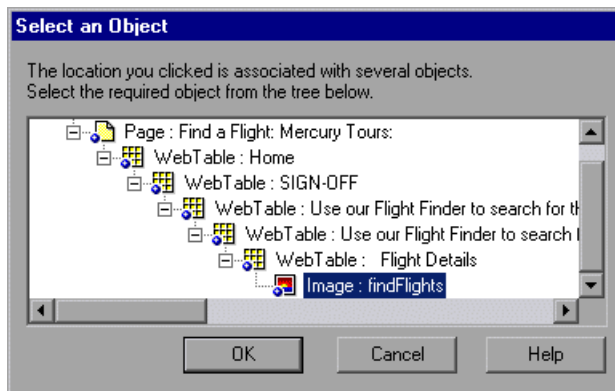 Select an Object
The location you clicked is associated with several objects.
Select the required object from the tree below.
Page : Find a Flight: Mercury Tours:
WebTable : Home
WebTable : SIGN-OFF
WebTable : Use our Flight Finder to search for th
WebTable : Use our Flight Finder to search f
WebTable :   Flight Details
Image : findFlights
OK Cancel Help